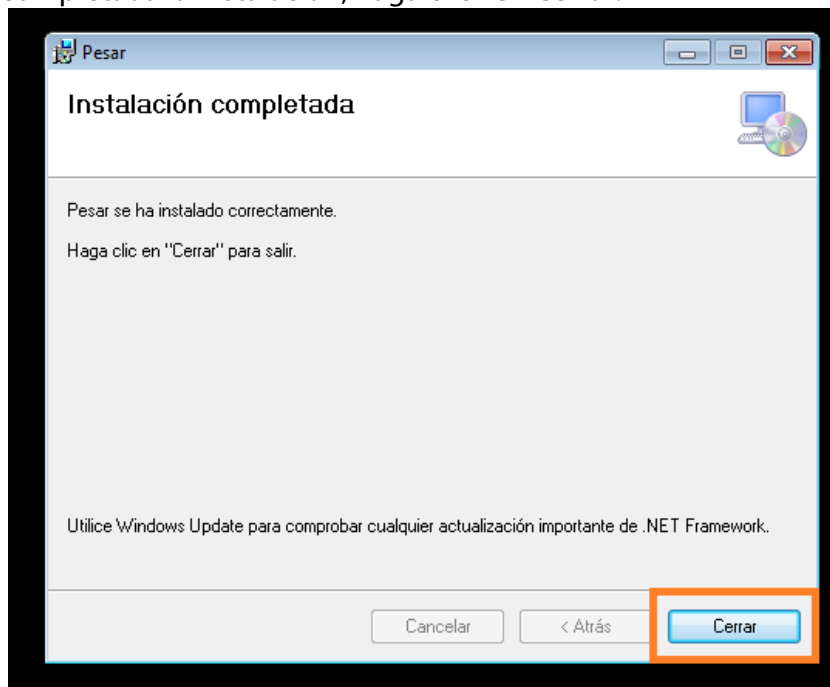 Pesar
Instalación completada
Pesar se ha instalado correctamente.
Haga clic en "Cerrar" para salir.
Utilice Windows Update para comprobar cualquier actualización importante de .NET Framework.
Cancelar
< Atrás
Cerrar